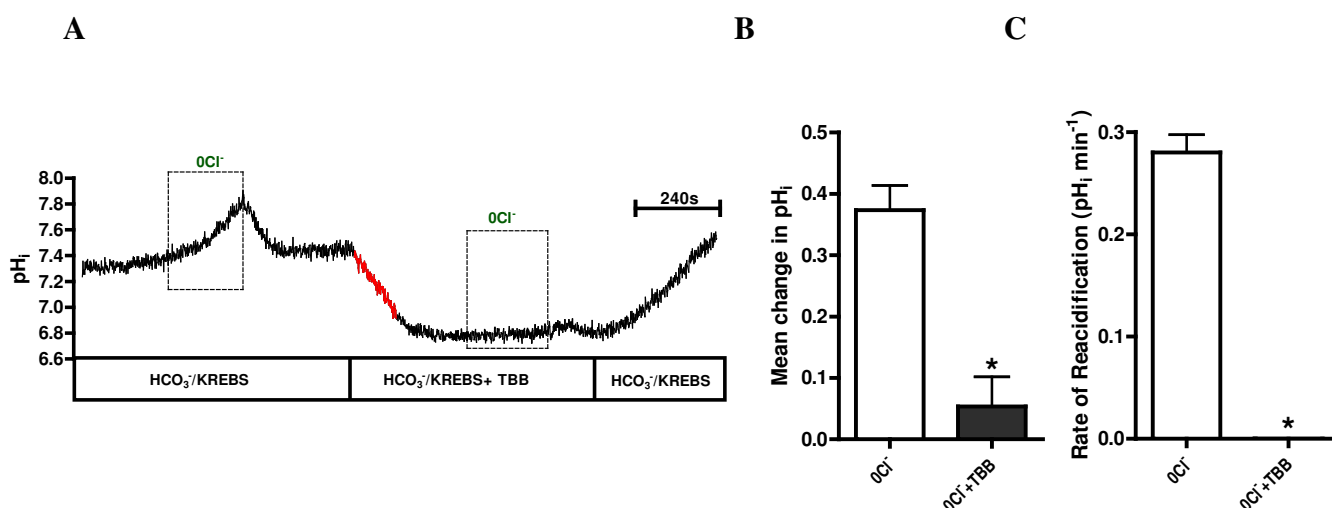 A
B
C
0Cl⁻
0Cl⁻
240s
pHᵢ
8.0
7.8
7.4
7.2
7.0
6.8
6.6
HCO₃⁻/KREBS
HCO₃⁻/KREBS+ TBB
HCO₃⁻/KREBS
Mean change in pHᵢ
0.5
0.4
0.3
0.2
0.1
0.0
*
0Cl⁻
0Cl⁻+TBB
Rate of Reacidification (pHᵢ min⁻¹)
0.3
0.2
0.1
0.0
*
0Cl⁻
0Cl⁻+TBB